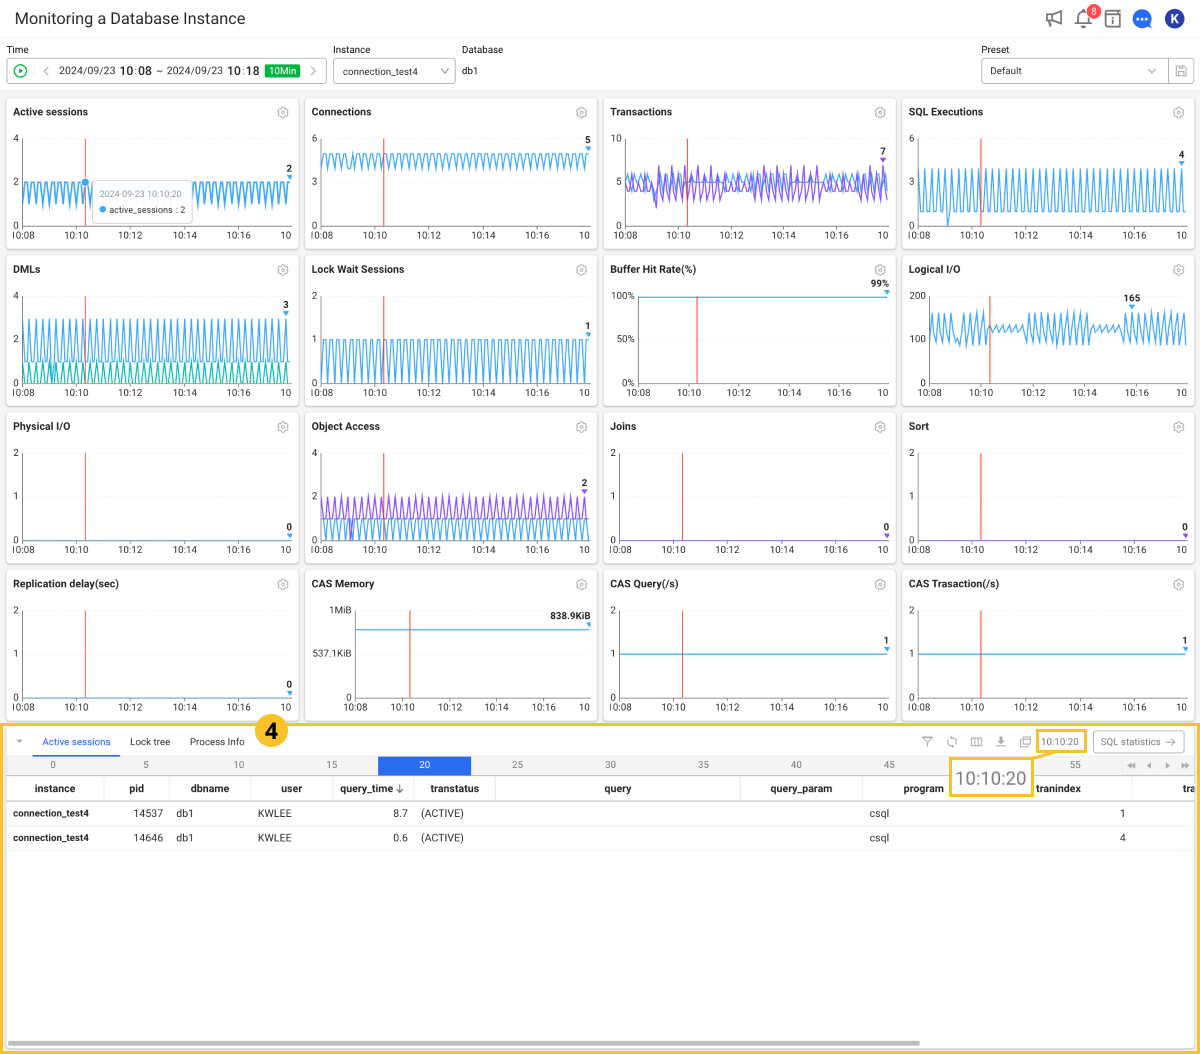 Monitoring a Database Instance
8
K
Time
Instance
Database
Preset
2024/09/23 10:08 ~ 2024/09/23 10:18 10Min
connection_test4
db1
Default
Active sessions
4
2
0
2
10:08 10:10 10:12 10:14 10:16 10
2024-09-23 10:10:20
active_sessions : 2
Connections
6
3
0
5
10:08 10:10 10:12 10:14 10:16 10
Transactions
10
5
0
7
10:08 10:10 10:12 10:14 10:16 10
SQL Executions
6
3
0
4
10:08 10:10 10:12 10:14 10:16 10
DMLs
4
2
0
3
10:08 10:10 10:12 10:14 10:16 10
Lock Wait Sessions
2
1
0
1
10:08 10:10 10:12 10:14 10:16 10
Buffer Hit Rate(%)
100%
50%
0%
99%
10:08 10:10 10:12 10:14 10:16 10
Logical I/O
200
100
0
165
10:08 10:10 10:12 10:14 10:16 10
Physical I/O
2
1
0
0
10:08 10:10 10:12 10:14 10:16 10
Object Access
4
2
0
2
10:08 10:10 10:12 10:14 10:16 10
Joins
2
1
0
0
10:08 10:10 10:12 10:14 10:16 10
Sort
2
1
0
0
10:08 10:10 10:12 10:14 10:16 10
Replication delay(sec)
2
1
0
0
10:08 10:10 10:12 10:14 10:16 10
CAS Memory
1MiB
537.1KiB
0
838.9KiB
10:08 10:10 10:12 10:14 10:16 10
CAS Query(/s)
2
1
0
1
10:08 10:10 10:12 10:14 10:16 10
CAS Trasaction(/s)
2
1
0
1
10:08 10:10 10:12 10:14 10:16 10
4
Active sessions Lock tree Process Info 10:10:20 SQL statistics
0 5 10 15 20 25 30 35 40 45 55
10:10:20
instance pid dbname user query_time transtatus query query_param program tranindex tra
connection_test4 14537 db1 KWLEE 8.7 (ACTIVE) csql 1
connection_test4 14646 db1 KWLEE 0.6 (ACTIVE) csql 4